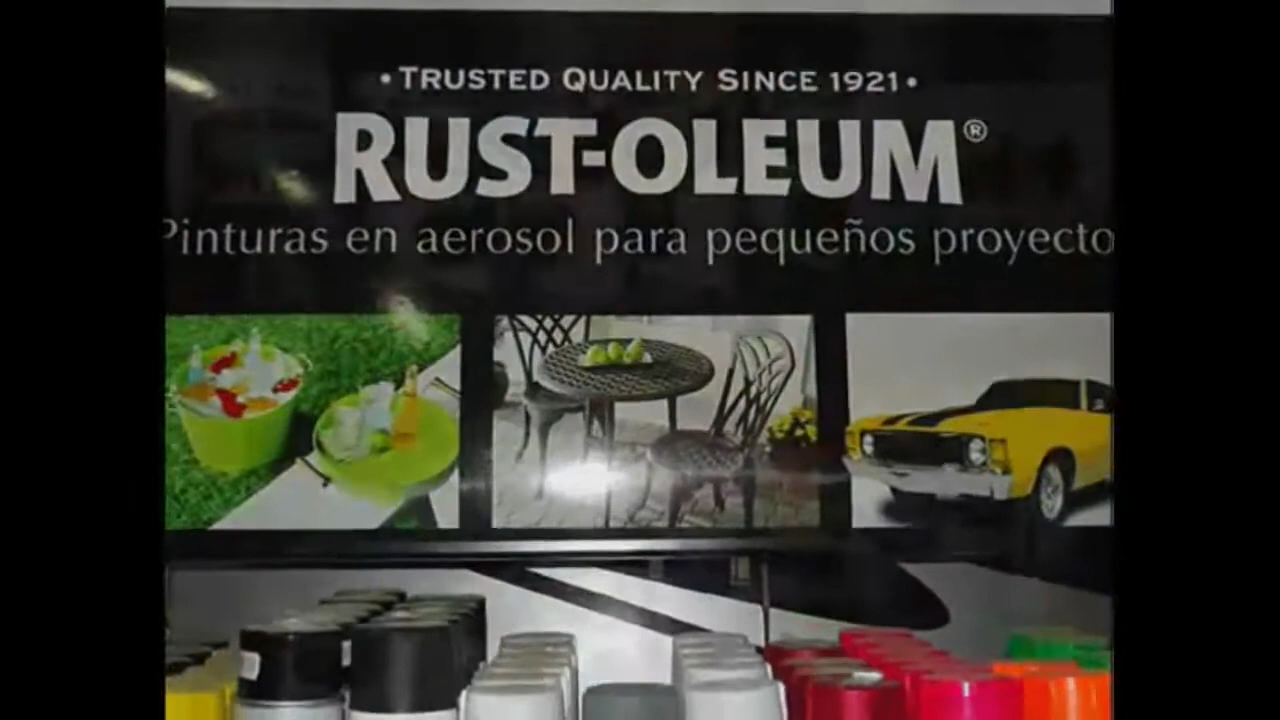 • TRUSTED QUALITY SINCE 1921 •
RUST-OLEUM®
Pinturas en aerosol para pequeños proyecto